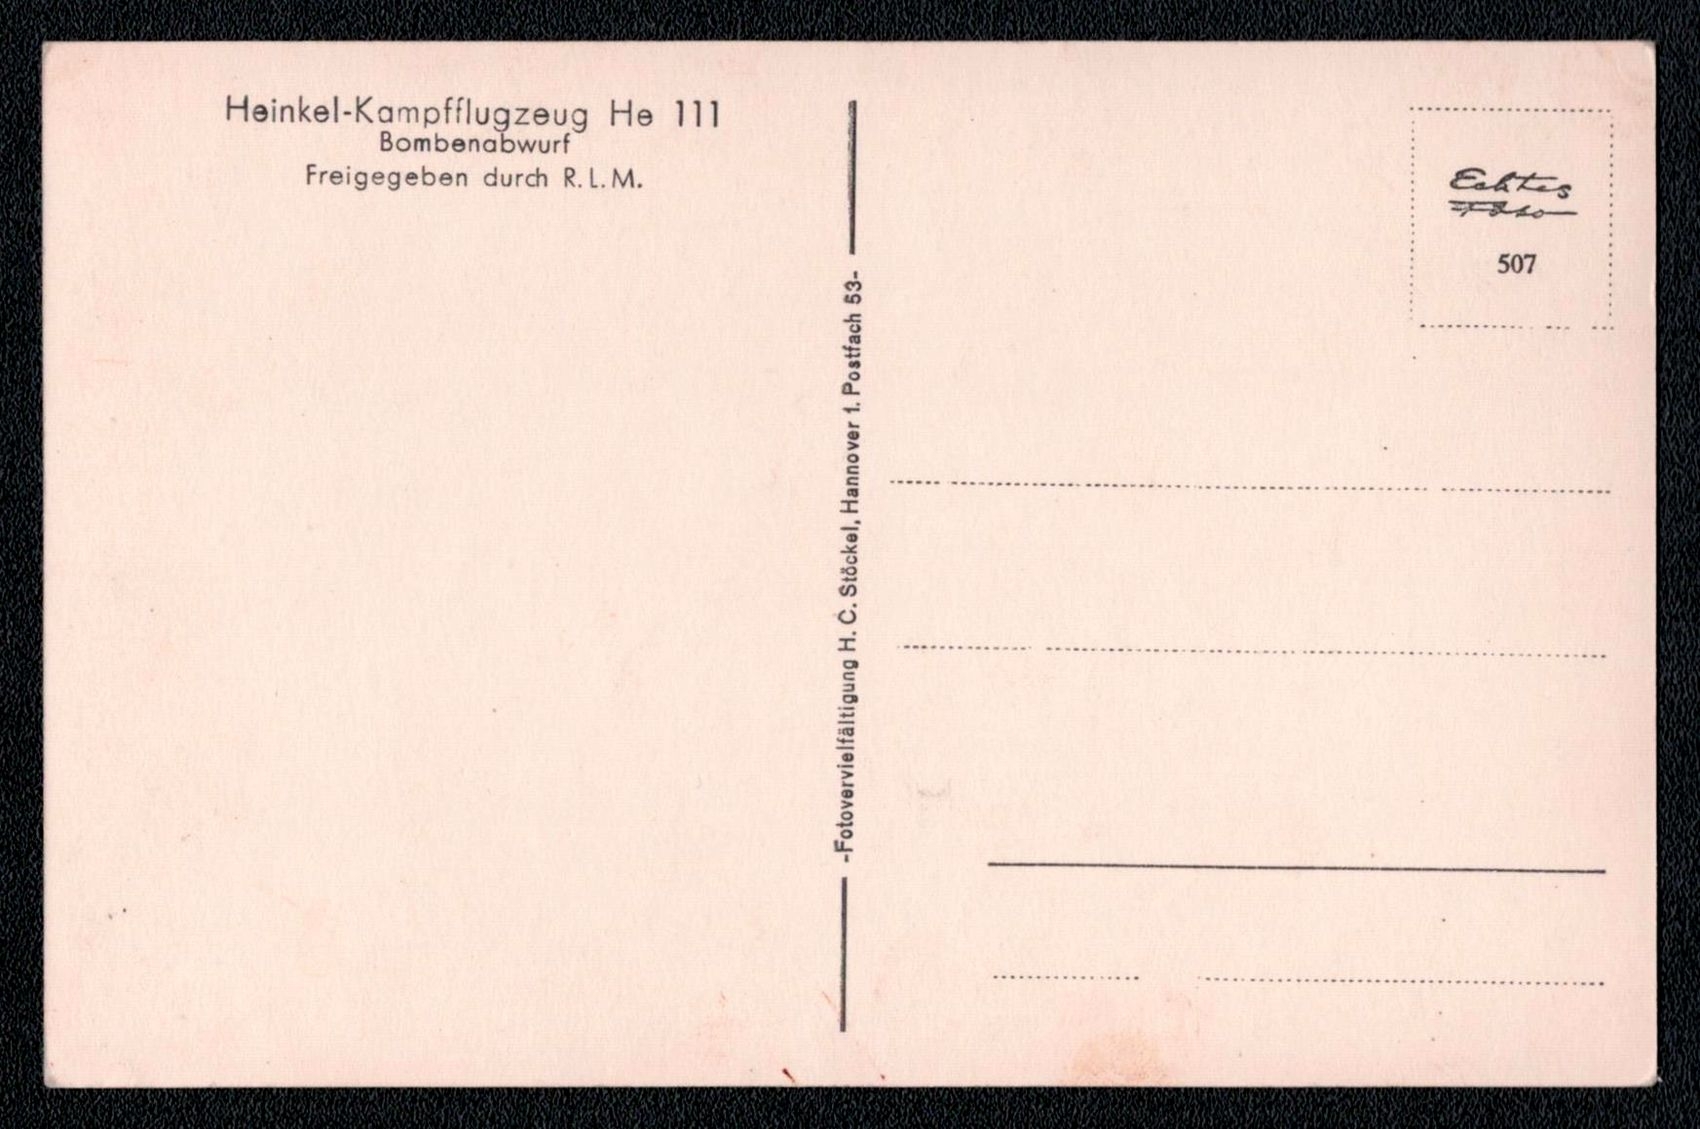 Heinkel-Kampfflugzeug He 111
Bombenabwurf
Freigegeben durch R.L.M.
-Fotovervielfältigung H. C. Stöckel, Hannover 1. Postfach 53-
Echtes
Foto
507